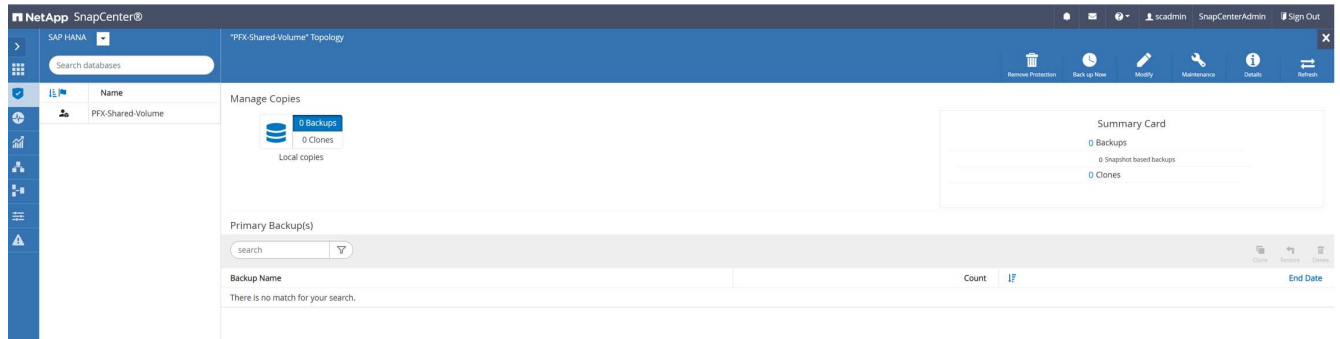 NetApp SnapCenter®
scadmin SnapCenterAdmin Sign Out
SAP HANA
"PFX-Shared-Volume" Topology
Search databases
Remove Protection Back up Now Modify Maintenance Details Refresh
Name
PFX-Shared-Volume
Manage Copies
0 Backups
0 Clones
Local copies
Summary Card
0 Backups
0 Snapshot based backups
0 Clones
Primary Backup(s)
search
Clone Restore Delete
Backup Name Count End Date
There is no match for your search.